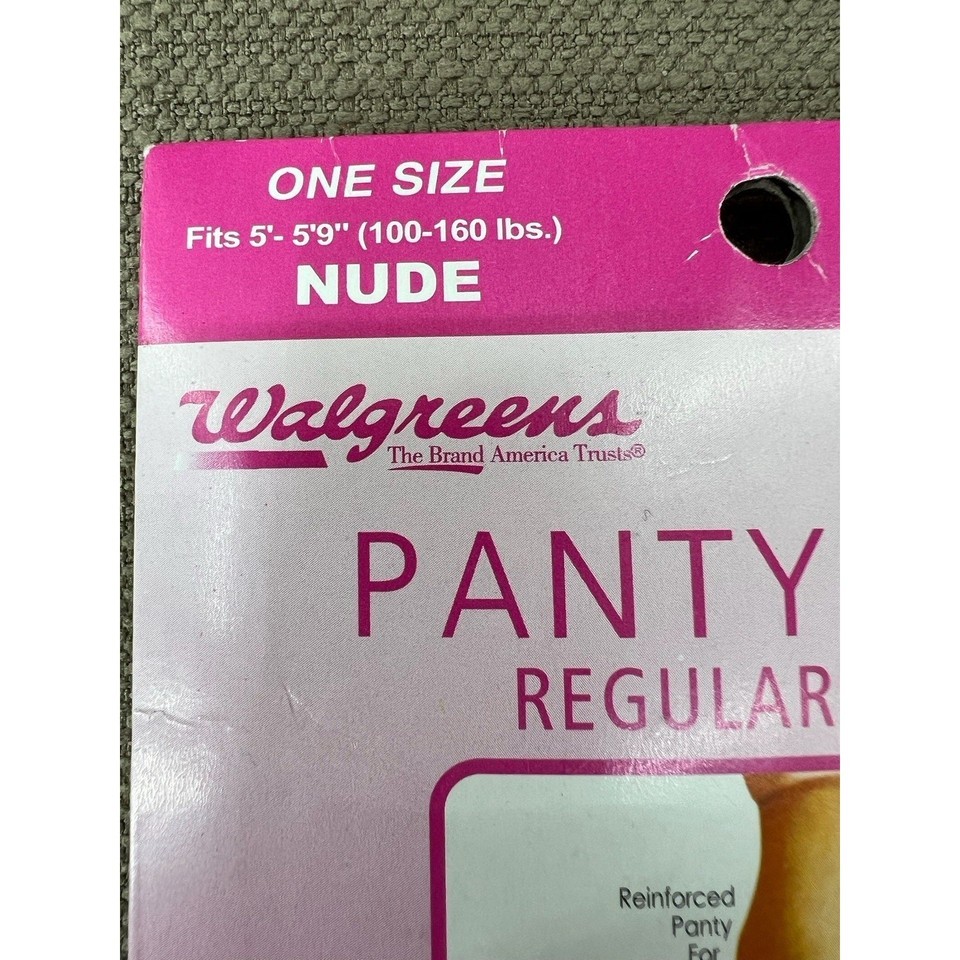 ONE SIZE
Fits 5'- 5'9" (100-160 lbs.)
NUDE
Walgreens
The Brand America Trusts®
PANTY
REGULAR
Reinforced
Panty
For